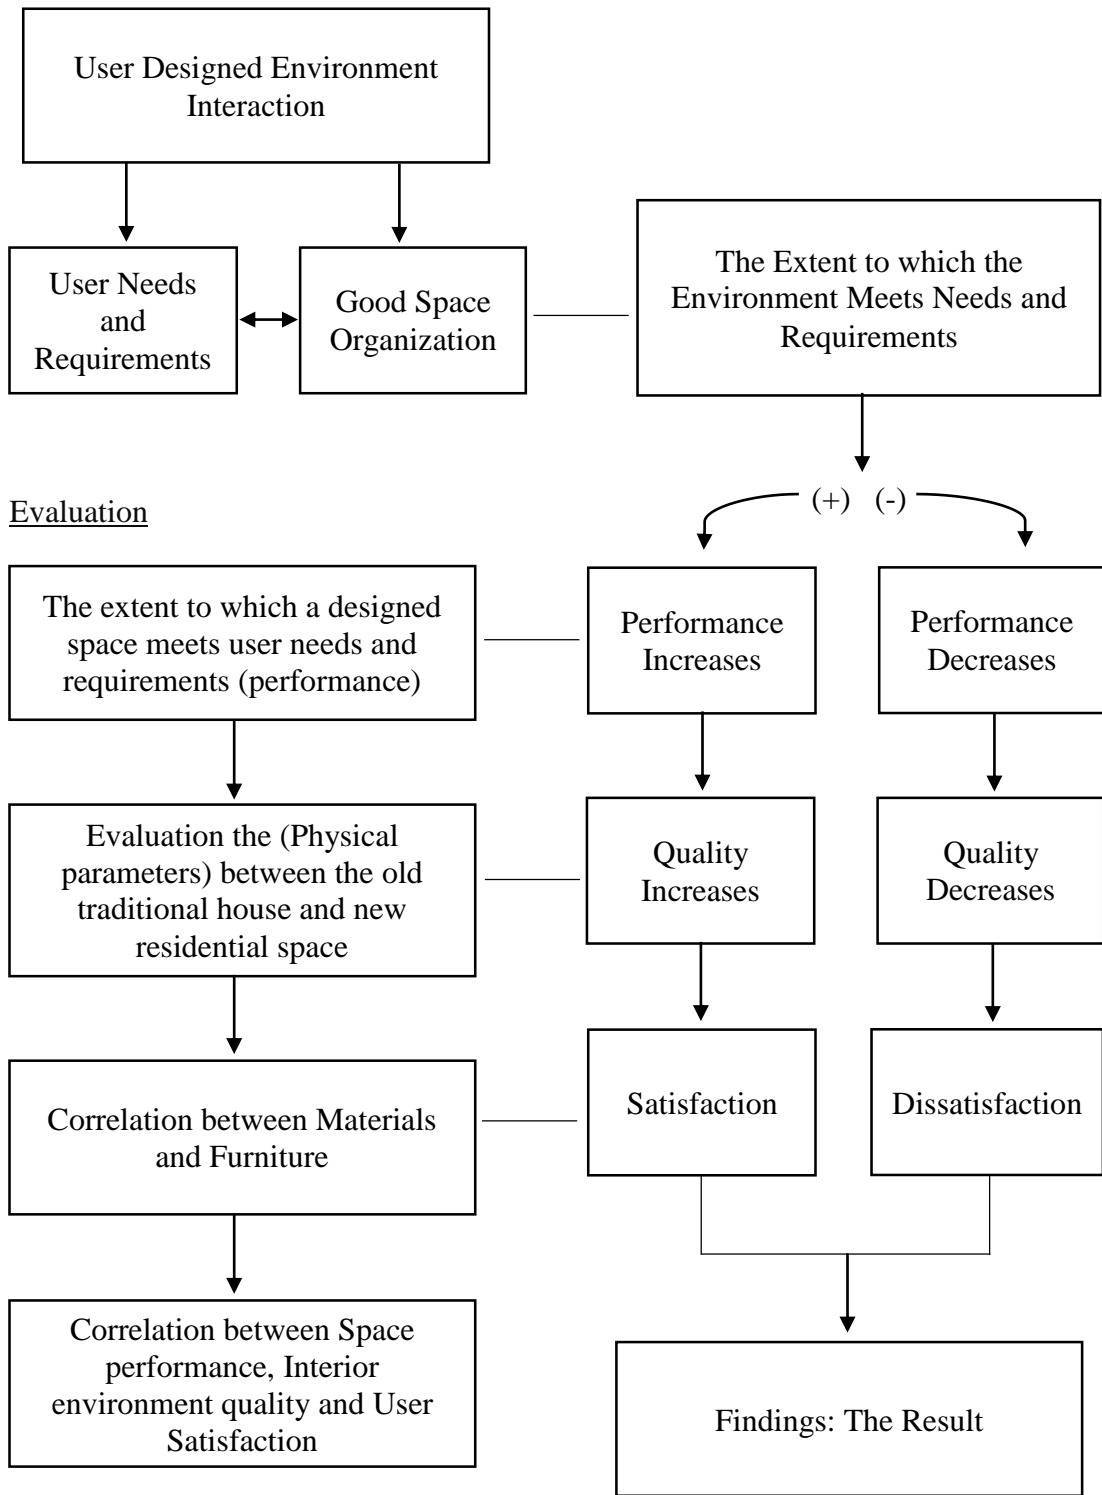 User Designed Environment
Interaction
User Needs
and
Requirements
Good Space
Organization
The Extent to which the
Environment Meets Needs and
Requirements
(+) (-)
Evaluation
The extent to which a designed
space meets user needs and
requirements (performance)
Performance
Increases
Performance
Decreases
Evaluation the (Physical
parameters) between the old
traditional house and new
residential space
Quality
Increases
Quality
Decreases
Correlation between Materials
and Furniture
Satisfaction
Dissatisfaction
Correlation between Space
performance, Interior
environment quality and User
Satisfaction
Findings: The Result